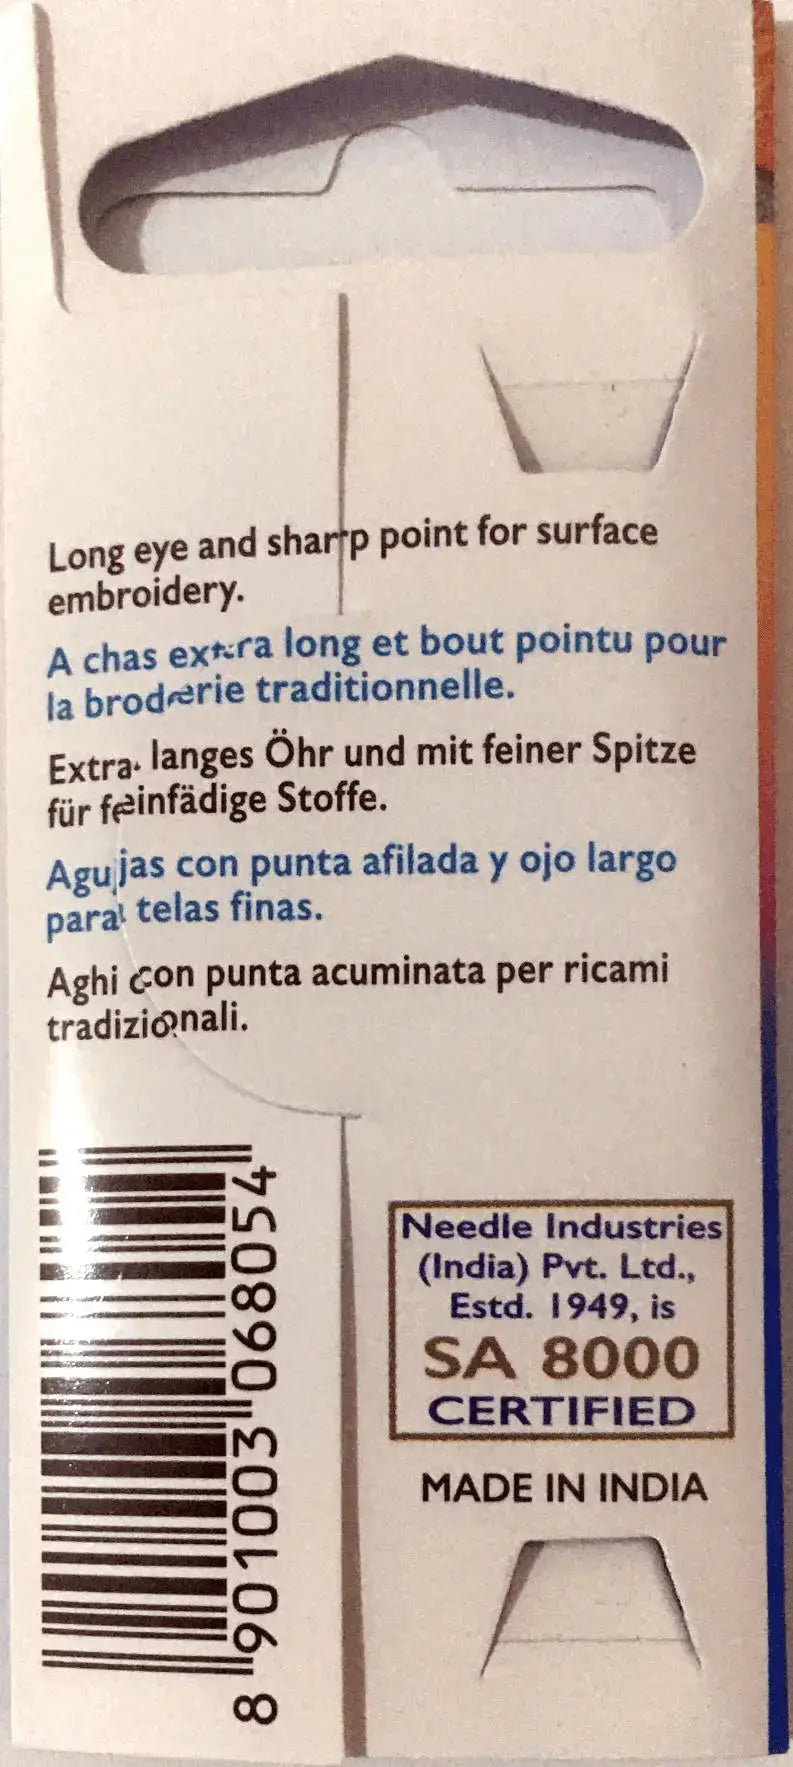 Long eye and sharp point for surface
embroidery.
A chas extra long et bout pointu pour
la broderie traditionnelle.
Extra langes Öhr und mit feiner Spitze
für feinfädige Stoffe.
Agujas con punta afilada y ojo largo
para telas finas.
Aghi con punta acuminata per ricami
tradizionali.
8 901003 068054
Needle Industries
(India) Pvt. Ltd.,
Estd. 1949, is
SA 8000
CERTIFIED
MADE IN INDIA